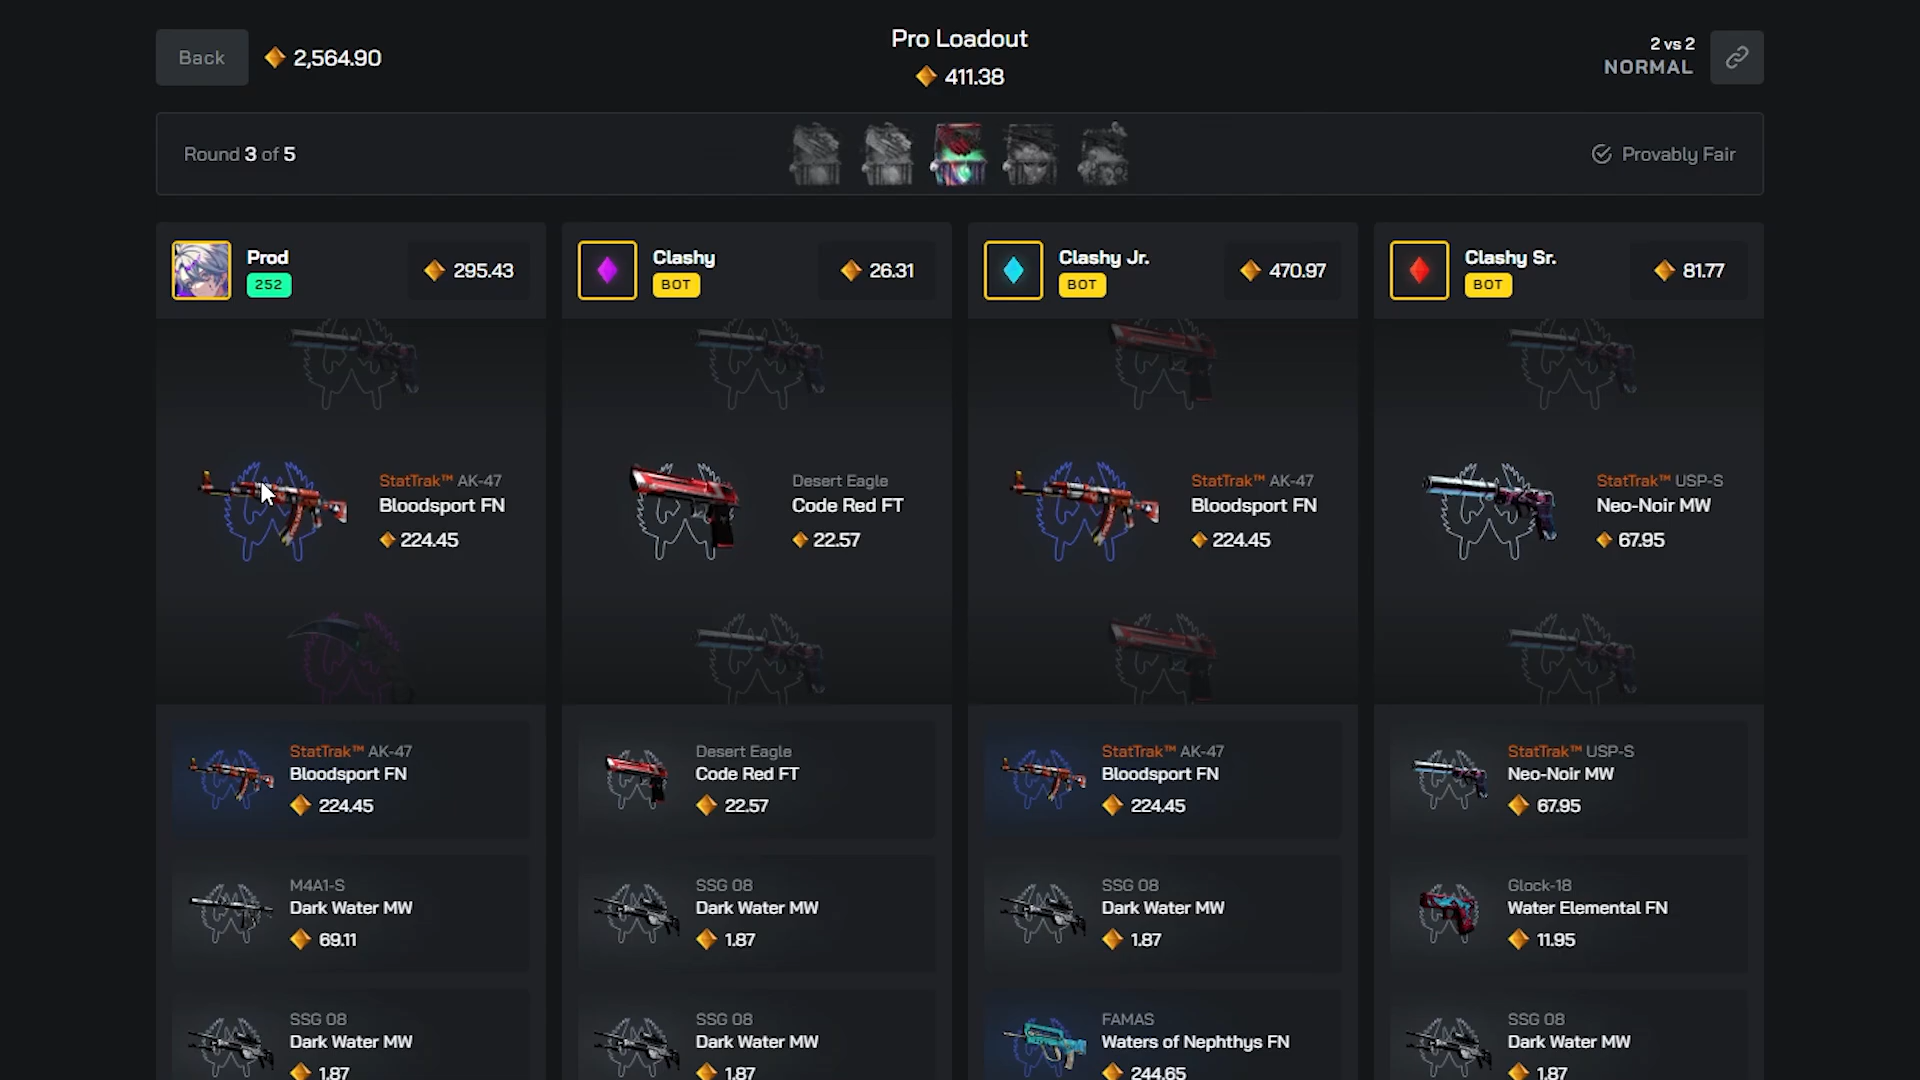 Back
2,564.90
Pro Loadout
411.38
2 vs 2
NORMAL
Round 3 of 5
Provably Fair
Prod
252
295.43
Clashy
BOT
26.31
Clashy Jr.
BOT
470.97
Clashy Sr.
BOT
81.77
StatTrak™ AK-47
Bloodsport FN
224.45
Desert Eagle
Code Red FT
22.57
StatTrak™ AK-47
Bloodsport FN
224.45
StatTrak™ USP-S
Neo-Noir MW
67.95
StatTrak™ AK-47
Bloodsport FN
224.45
Desert Eagle
Code Red FT
22.57
StatTrak™ AK-47
Bloodsport FN
224.45
StatTrak™ USP-S
Neo-Noir MW
67.95
M4A1-S
Dark Water MW
69.11
SSG 08
Dark Water MW
1.87
SSG 08
Dark Water MW
1.87
Glock-18
Water Elemental FN
11.95
SSG 08
Dark Water MW
1.87
SSG 08
Dark Water MW
1.87
FAMAS
Waters of Nephthys FN
244.65
SSG 08
Dark Water MW
1.87